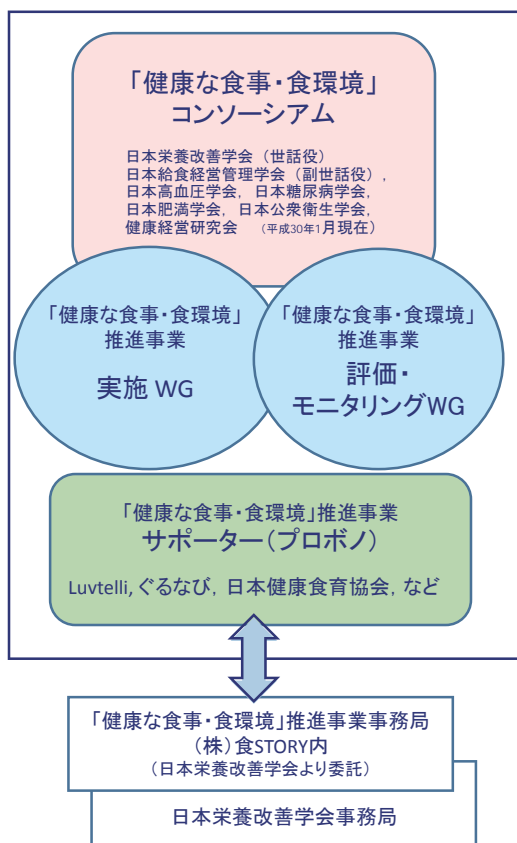 「健康な食事・食環境」
コンソーシアム
日本栄養改善学会（世話役）
日本給食経営管理学会（副世話役），
日本高血圧学会，日本糖尿病学会，
日本肥満学会，日本公衆衛生学会，
健康経営研究会　（平成30年1月現在）
「健康な食事・食環境」
推進事業
実施 WG
「健康な食事・食環境」
推進事業
評価・
モニタリングWG
「健康な食事・食環境」推進事業
サポーター（プロボノ）
Luvtelli，ぐるなび，日本健康食育協会，など
「健康な食事・食環境」推進事業事務局
（株）食STORY内
（日本栄養改善学会より委託）
日本栄養改善学会事務局